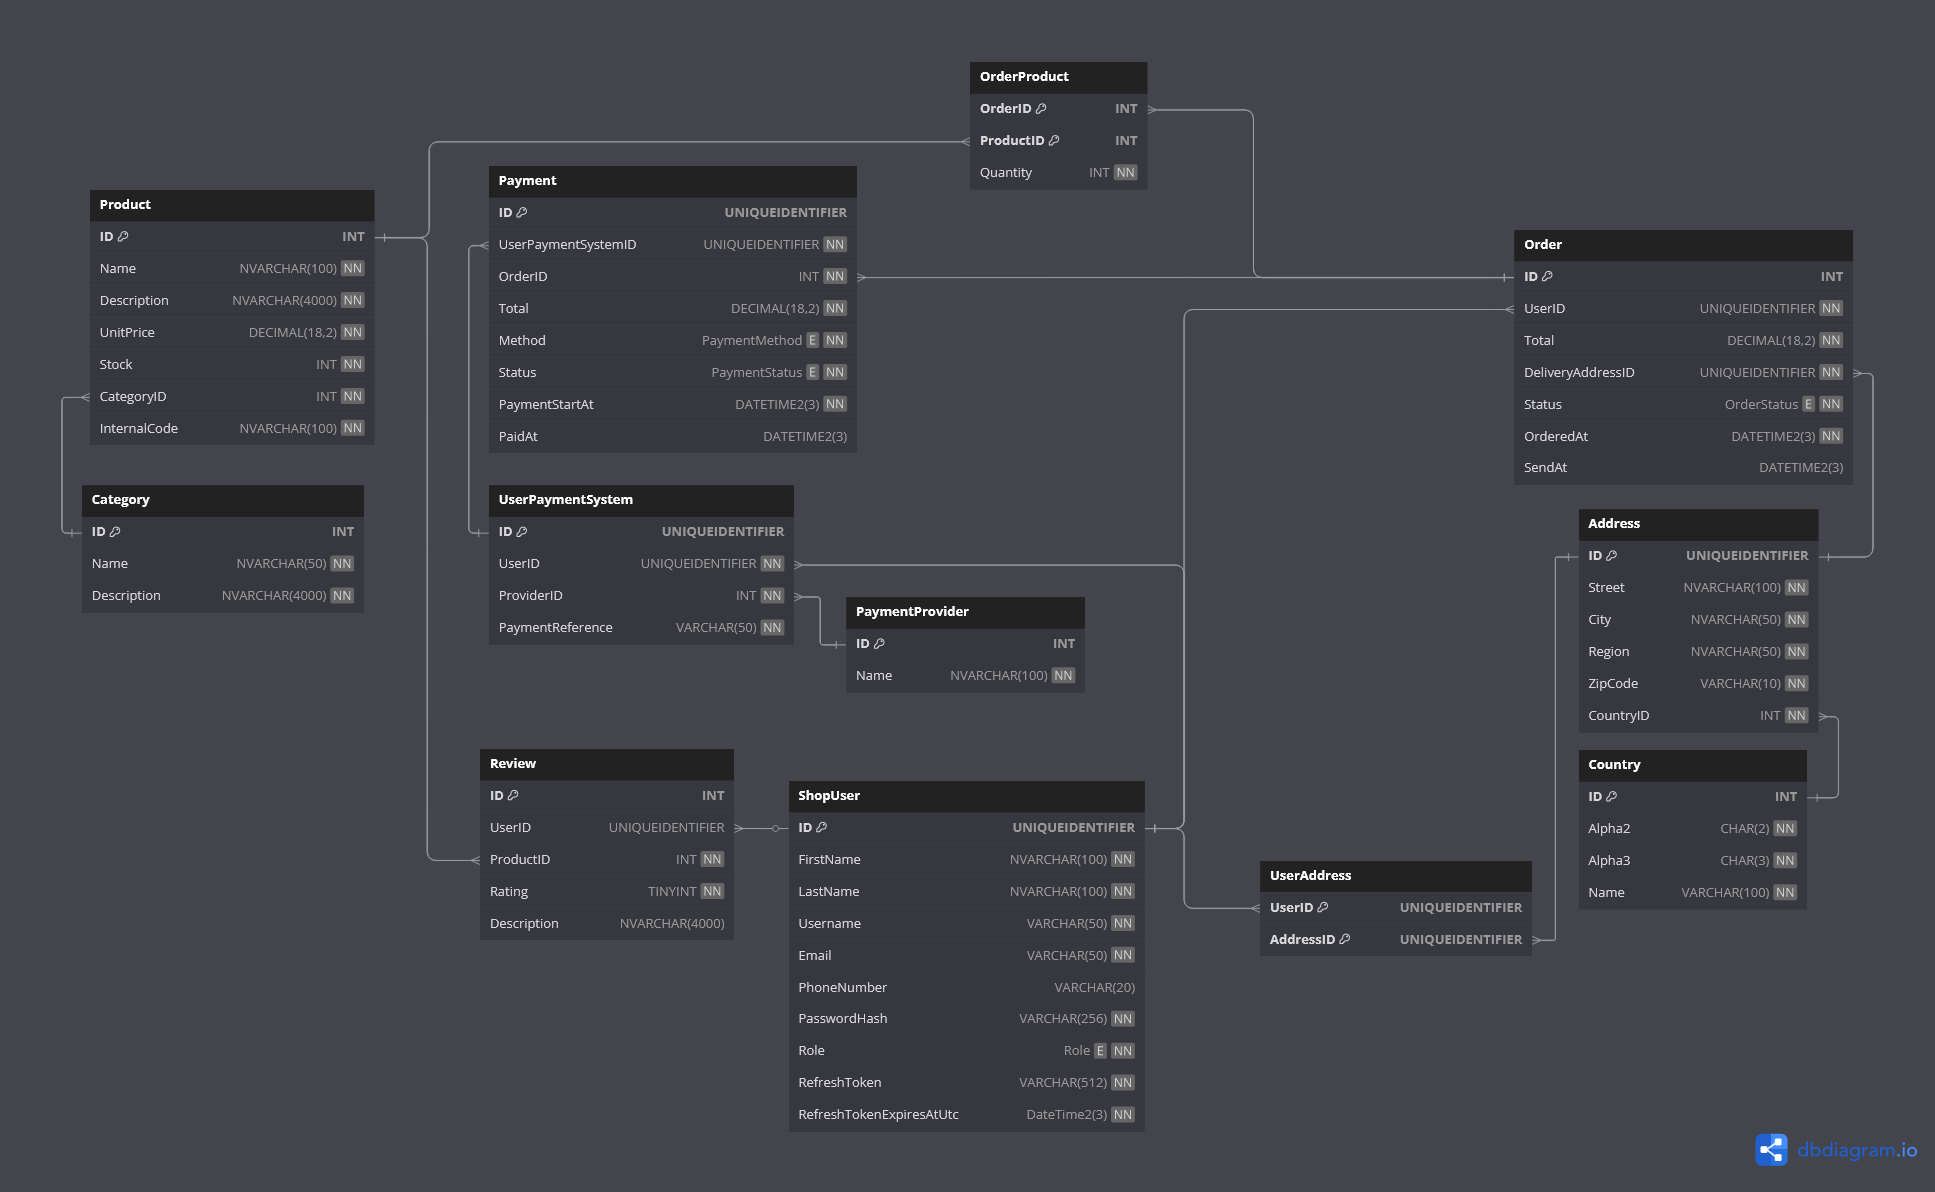 OrderProduct
OrderID INT
ProductID INT
Quantity INT NN
Payment
ID UNIQUEIDENTIFIER
UserPaymentSystemID UNIQUEIDENTIFIER NN
OrderID INT NN
Total DECIMAL(18,2) NN
Method PaymentMethod E NN
Status PaymentStatus E NN
PaymentStartAt DATETIME2(3) NN
PaidAt DATETIME2(3)
Product
ID INT
Name NVARCHAR(100) NN
Description NVARCHAR(4000) NN
UnitPrice DECIMAL(18,2) NN
Stock INT NN
CategoryID INT NN
InternalCode NVARCHAR(100) NN
Order
ID INT
UserID UNIQUEIDENTIFIER NN
Total DECIMAL(18,2) NN
DeliveryAddressID UNIQUEIDENTIFIER NN
Status OrderStatus E NN
OrderedAt DATETIME2(3) NN
SendAt DATETIME2(3)
Category
ID INT
Name NVARCHAR(50) NN
Description NVARCHAR(4000) NN
UserPaymentSystem
ID UNIQUEIDENTIFIER
UserID UNIQUEIDENTIFIER NN
ProviderID INT NN
PaymentReference VARCHAR(50) NN
PaymentProvider
ID INT
Name NVARCHAR(100) NN
Address
ID UNIQUEIDENTIFIER
Street NVARCHAR(100) NN
City NVARCHAR(50) NN
Region NVARCHAR(50) NN
ZipCode VARCHAR(10) NN
CountryID INT NN
Review
ID INT
UserID UNIQUEIDENTIFIER
ProductID INT NN
Rating TINYINT NN
Description NVARCHAR(4000)
ShopUser
ID UNIQUEIDENTIFIER
FirstName NVARCHAR(100) NN
LastName NVARCHAR(100) NN
Username VARCHAR(50) NN
Email VARCHAR(50) NN
PhoneNumber VARCHAR(20)
PasswordHash VARCHAR(256) NN
Role Role E NN
RefreshToken VARCHAR(512) NN
RefreshTokenExpiresAtUtc DateTime2(3) NN
Country
ID INT
Alpha2 CHAR(2) NN
Alpha3 CHAR(3) NN
Name VARCHAR(100) NN
UserAddress
UserID UNIQUEIDENTIFIER
AddressID UNIQUEIDENTIFIER
dbdiagram.io